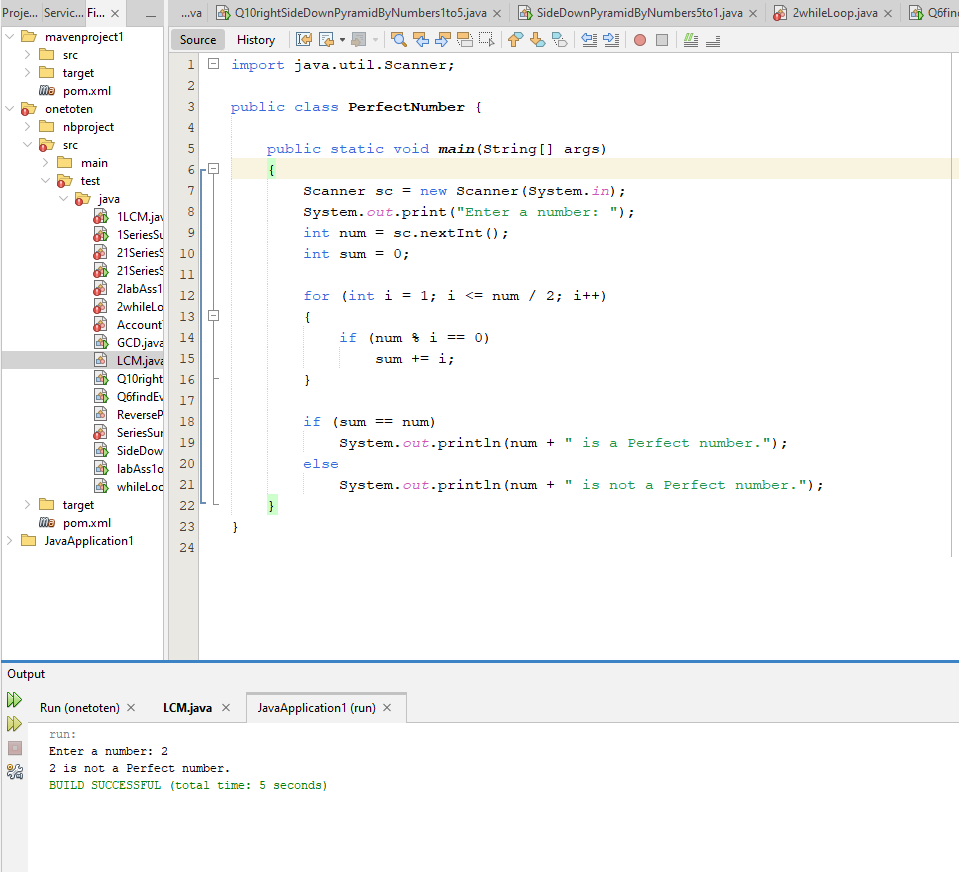 Proje... Servic... Fi... ×
...va Q10rightSideDownPyramidByNumbers1to5.java × SideDownPyramidByNumbers5to1.java × 2whileLoop.java × Q6fin
mavenproject1
src
target
pom.xml
onetoten
nbproject
src
main
test
java
1LCM.jav
1SeriesSu
21SeriesS
21SeriesS
2labAss1
2whileLo
Account
GCD.java
LCM.java
Q10right
Q6findEv
ReverseP
SeriesSur
SideDow
labAss1o
whileLoo
target
pom.xml
JavaApplication1
Source History
1 import java.util.Scanner;
2
3 public class PerfectNumber {
4
5 public static void main(String[] args)
6 {
7 Scanner sc = new Scanner(System.in);
8 System.out.print("Enter a number: ");
9 int num = sc.nextInt();
10 int sum = 0;
11
12 for (int i = 1; i <= num / 2; i++)
13 {
14 if (num % i == 0)
15 sum += i;
16 }
17
18 if (sum == num)
19 System.out.println(num + " is a Perfect number.");
20 else
21 System.out.println(num + " is not a Perfect number.");
22 }
23 }
24
Output
Run (onetoten) × LCM.java × JavaApplication1 (run) ×
run:
Enter a number: 2
2 is not a Perfect number.
BUILD SUCCESSFUL (total time: 5 seconds)